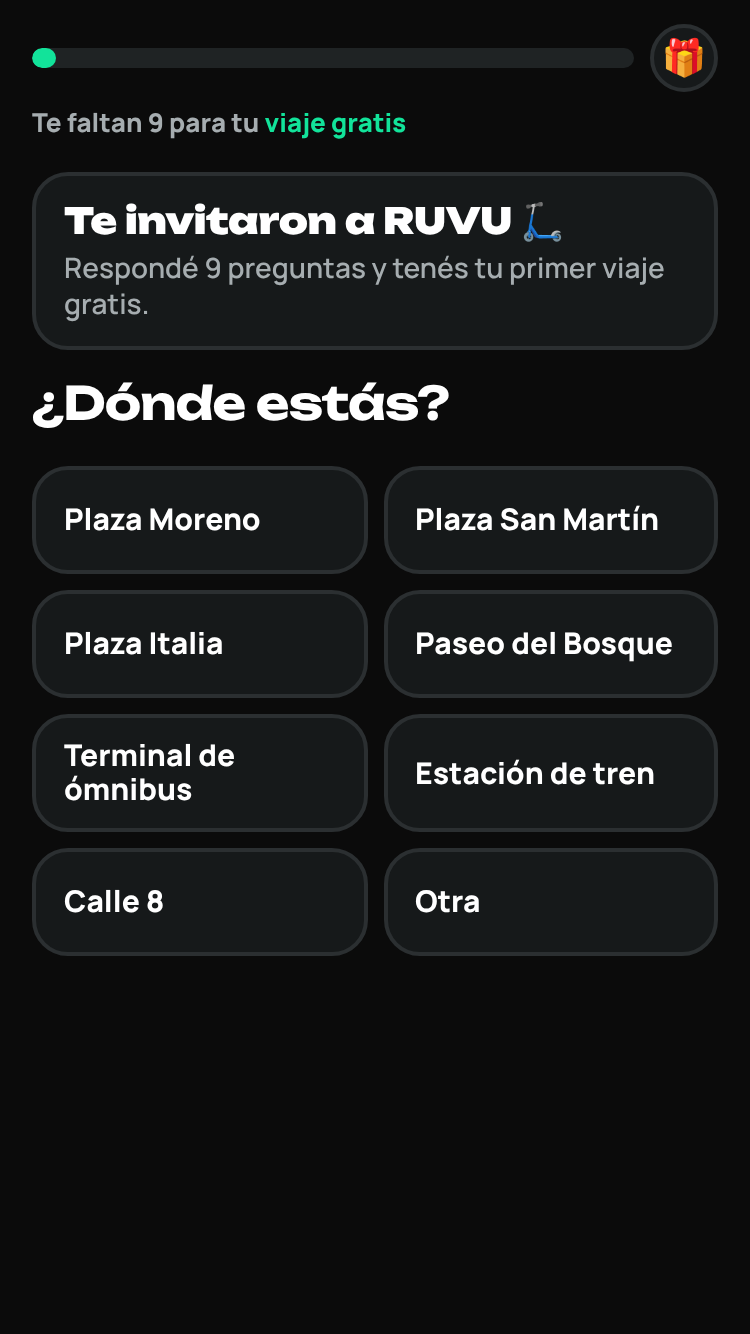 Te faltan 9 para tu viaje gratis
Te invitaron a RUVU
Respondé 9 preguntas y tenés tu primer viaje
gratis.
¿Dónde estás?
Plaza Moreno
Plaza San Martín
Plaza Italia
Paseo del Bosque
Terminal de
ómnibus
Estación de tren
Calle 8
Otra